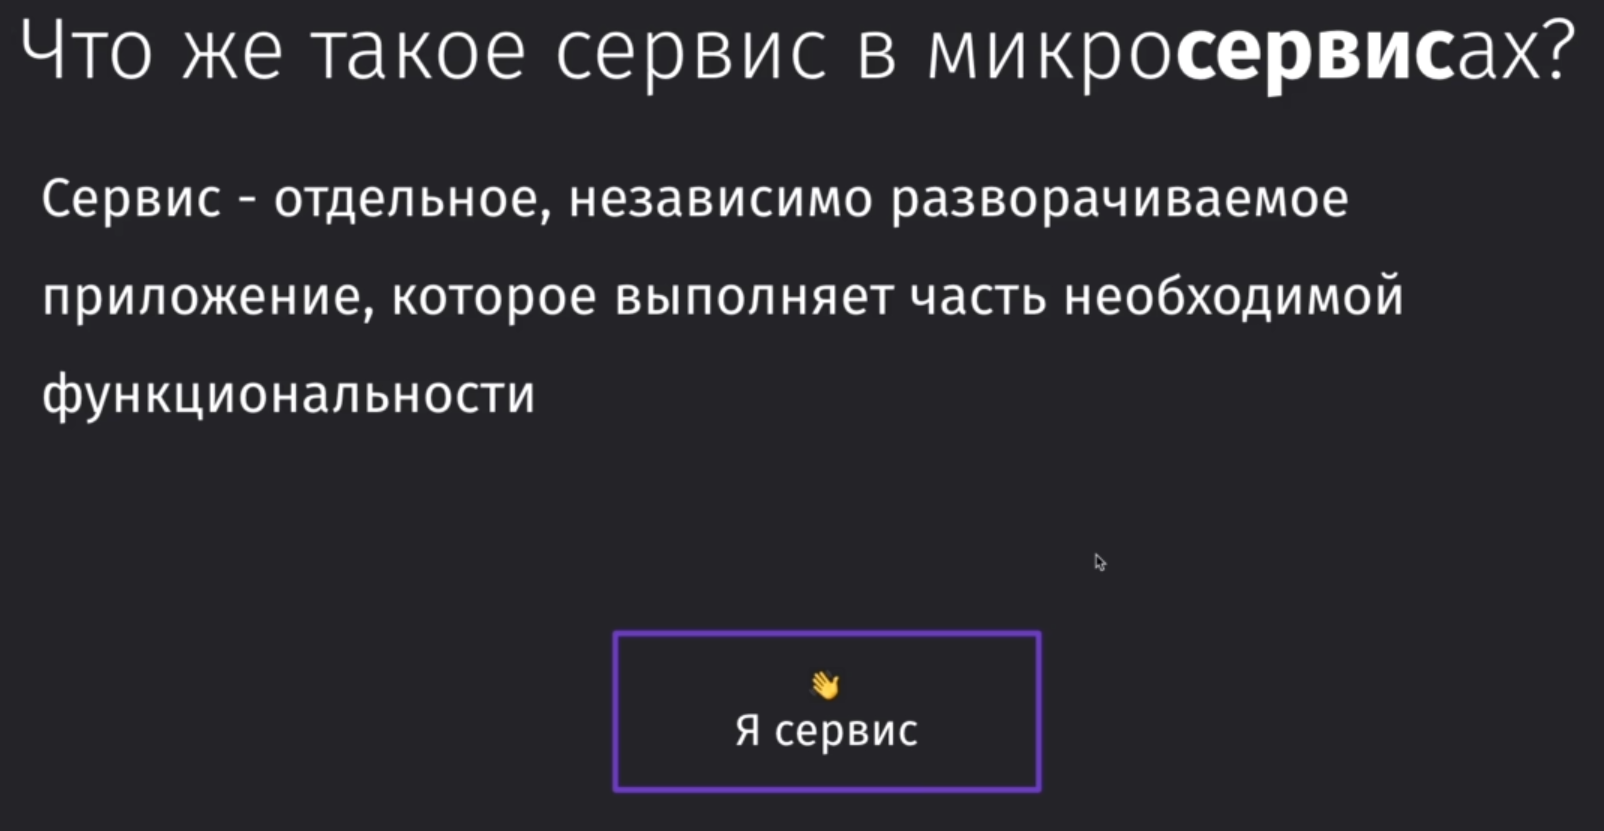 Что же такое сервис в микросервисах?
Сервис - отдельное, независимо разворачиваемое
приложение, которое выполняет часть необходимой
функциональности
👋
Я сервис